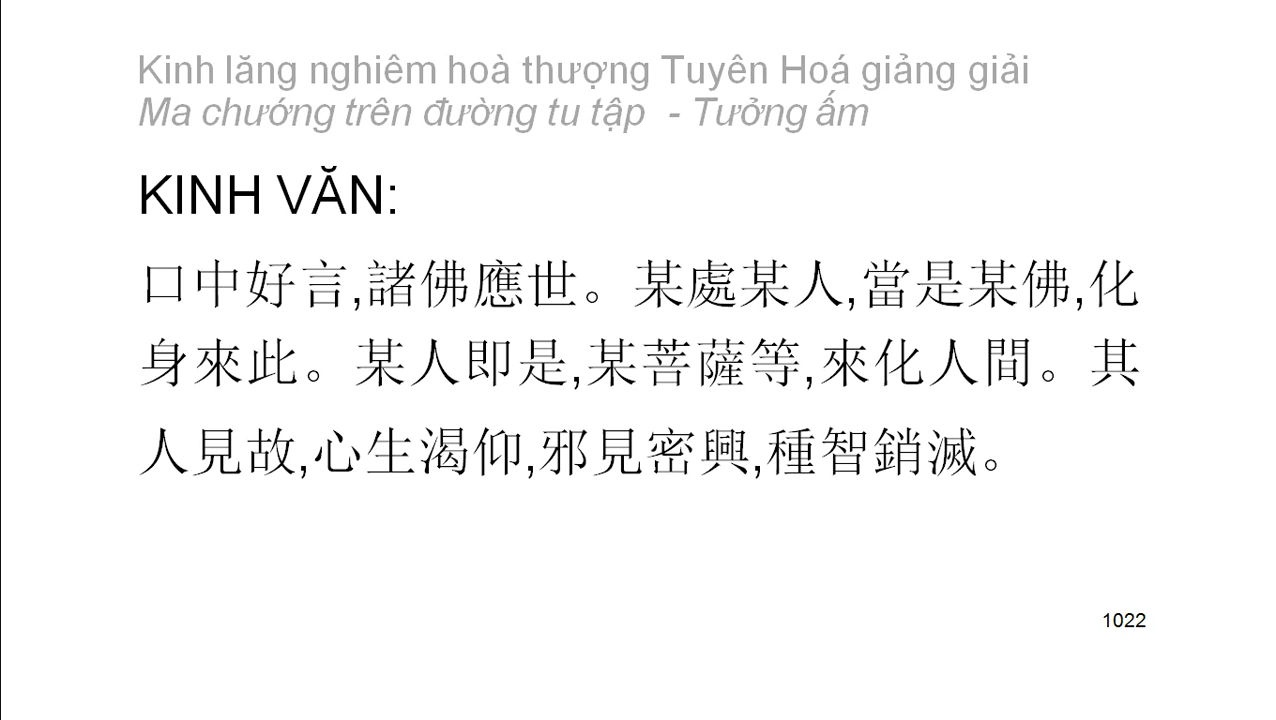 Kinh lăng nghiêm hoà thượng Tuyên Hoá giảng giải
Ma chướng trên đường tu tập - Tưởng ấm
KINH VĂN:
口中好言,諸佛應世。某處某人,當是某佛,化
身來此。某人即是,某菩薩等,來化人間。其
人見故,心生渴仰,邪見密興,種智銷滅。
1022